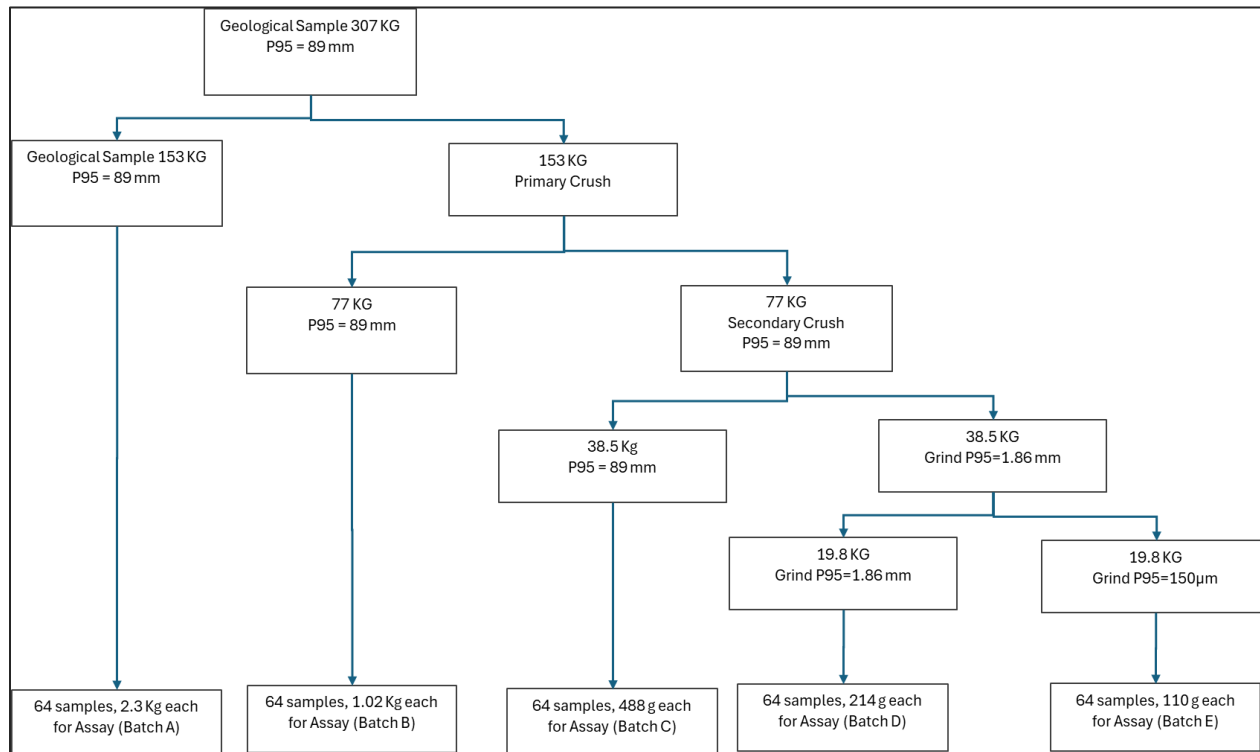 Geological Sample 307 KG
P95 = 89 mm
Geological Sample 153 KG
P95 = 89 mm
153 KG
Primary Crush
77 KG
P95 = 89 mm
77 KG
Secondary Crush
P95 = 89 mm
38.5 Kg
P95 = 89 mm
38.5 KG
Grind P95=1.86 mm
19.8 KG
Grind P95=1.86 mm
19.8 KG
Grind P95=150µm
64 samples, 2.3 Kg each
for Assay (Batch A)
64 samples, 1.02 Kg each
for Assay (Batch B)
64 samples, 488 g each
for Assay (Batch C)
64 samples, 214 g each
for Assay (Batch D)
64 samples, 110 g each
for Assay (Batch E)